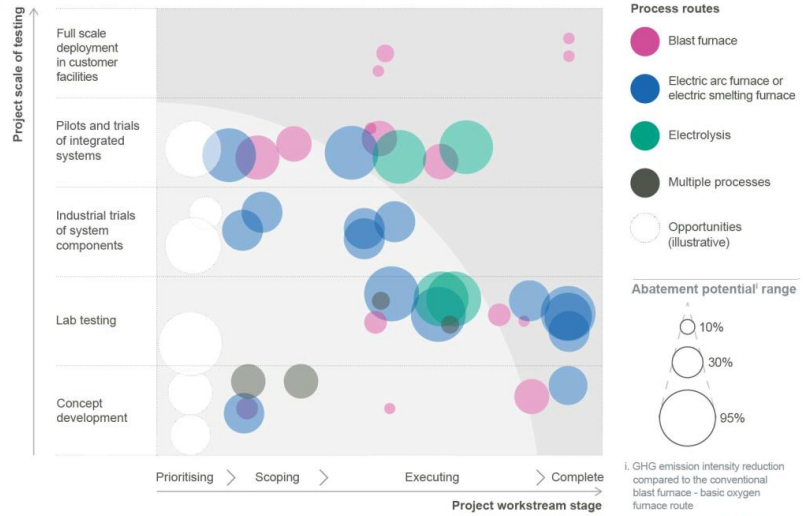 Project scale of testing
Full scale
deployment
in customer
facilities
Pilots and trials
of integrated
systems
Industrial trials
of system
components
Lab testing
Concept
development
Prioritising
Scoping
Executing
Complete
Project workstream stage
Process routes
Blast furnace
Electric arc furnace or
electric smelting furnace
Electrolysis
Multiple processes
Opportunities
(illustrative)
Abatement potentialⁱ range
10%
30%
95%
i. GHG emission intensity reduction
compared to the conventional
blast furnace - basic oxygen
furnace route